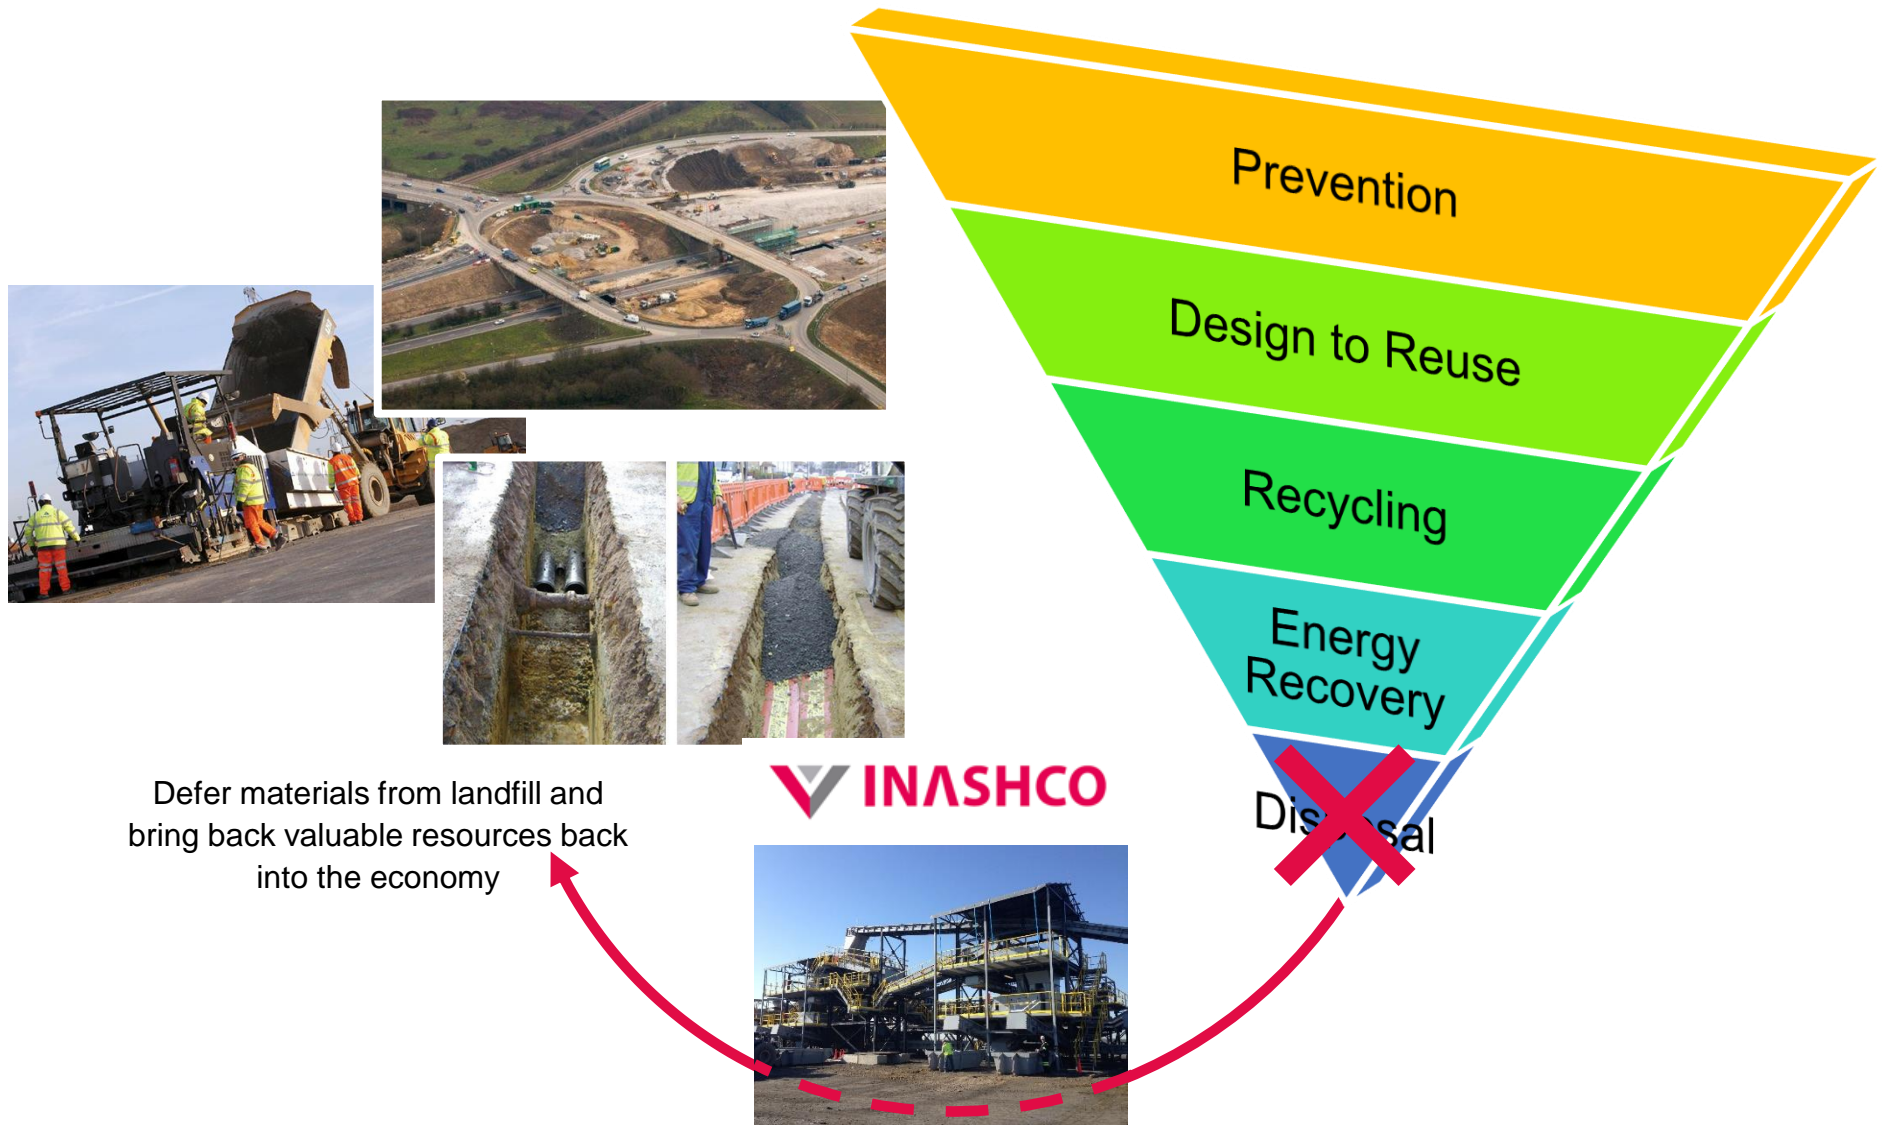 Prevention
Design to Reuse
Recycling
Energy
Recovery
Disposal
INASHCO
Defer materials from landfill and
bring back valuable resources back
into the economy